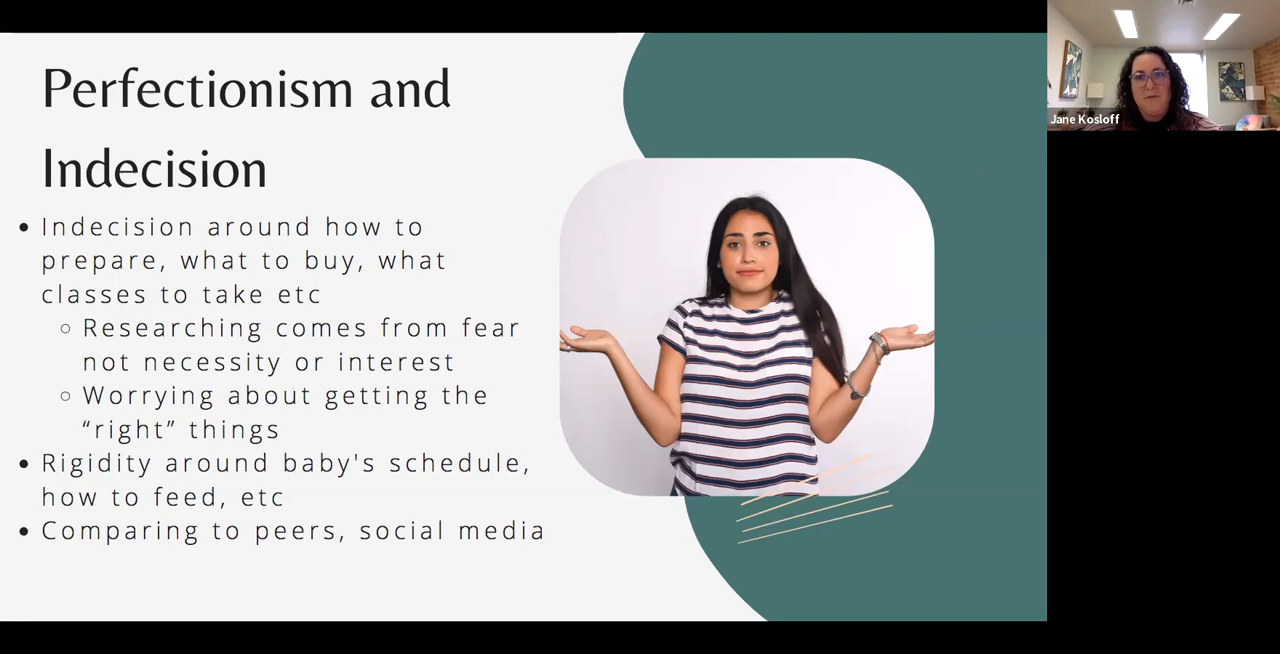 Perfectionism and
Indecision
• Indecision around how to
prepare, what to buy, what
classes to take etc
○ Researching comes from fear
not necessity or interest
○ Worrying about getting the
“right” things
• Rigidity around baby's schedule,
how to feed, etc
• Comparing to peers, social media
Jane Kosloff